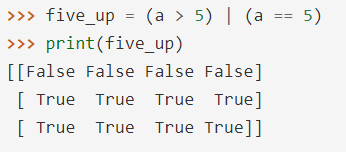 >>> five_up = (a > 5) | (a == 5)
>>> print(five_up)
[[False False False False]
 [ True  True  True  True]
 [ True  True  True True]]